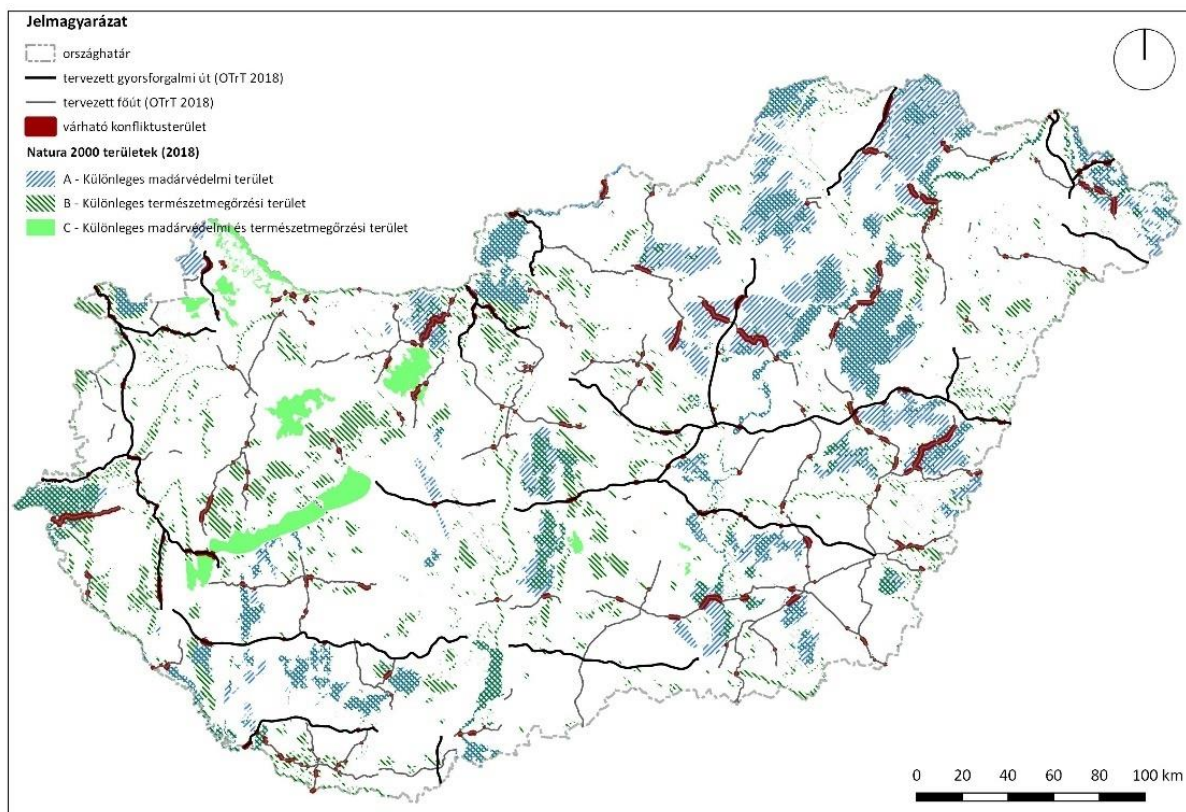 Jelmagyarázat
országhatár
tervezett gyorsforgalmi út (OTrT 2018)
tervezett főút (OTrT 2018)
várható konfliktusterület
Natura 2000 területek (2018)
A - Különleges madárvédelmi terület
B - Különleges természetmegőrzési terület
C - Különleges madárvédelmi és természetmegőrzési terület
0 20 40 60 80 100 km